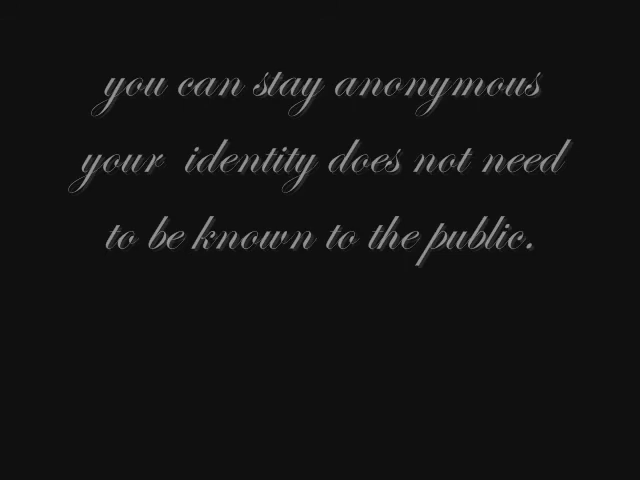 you can stay anonymous
your identity does not need
to be known to the public.